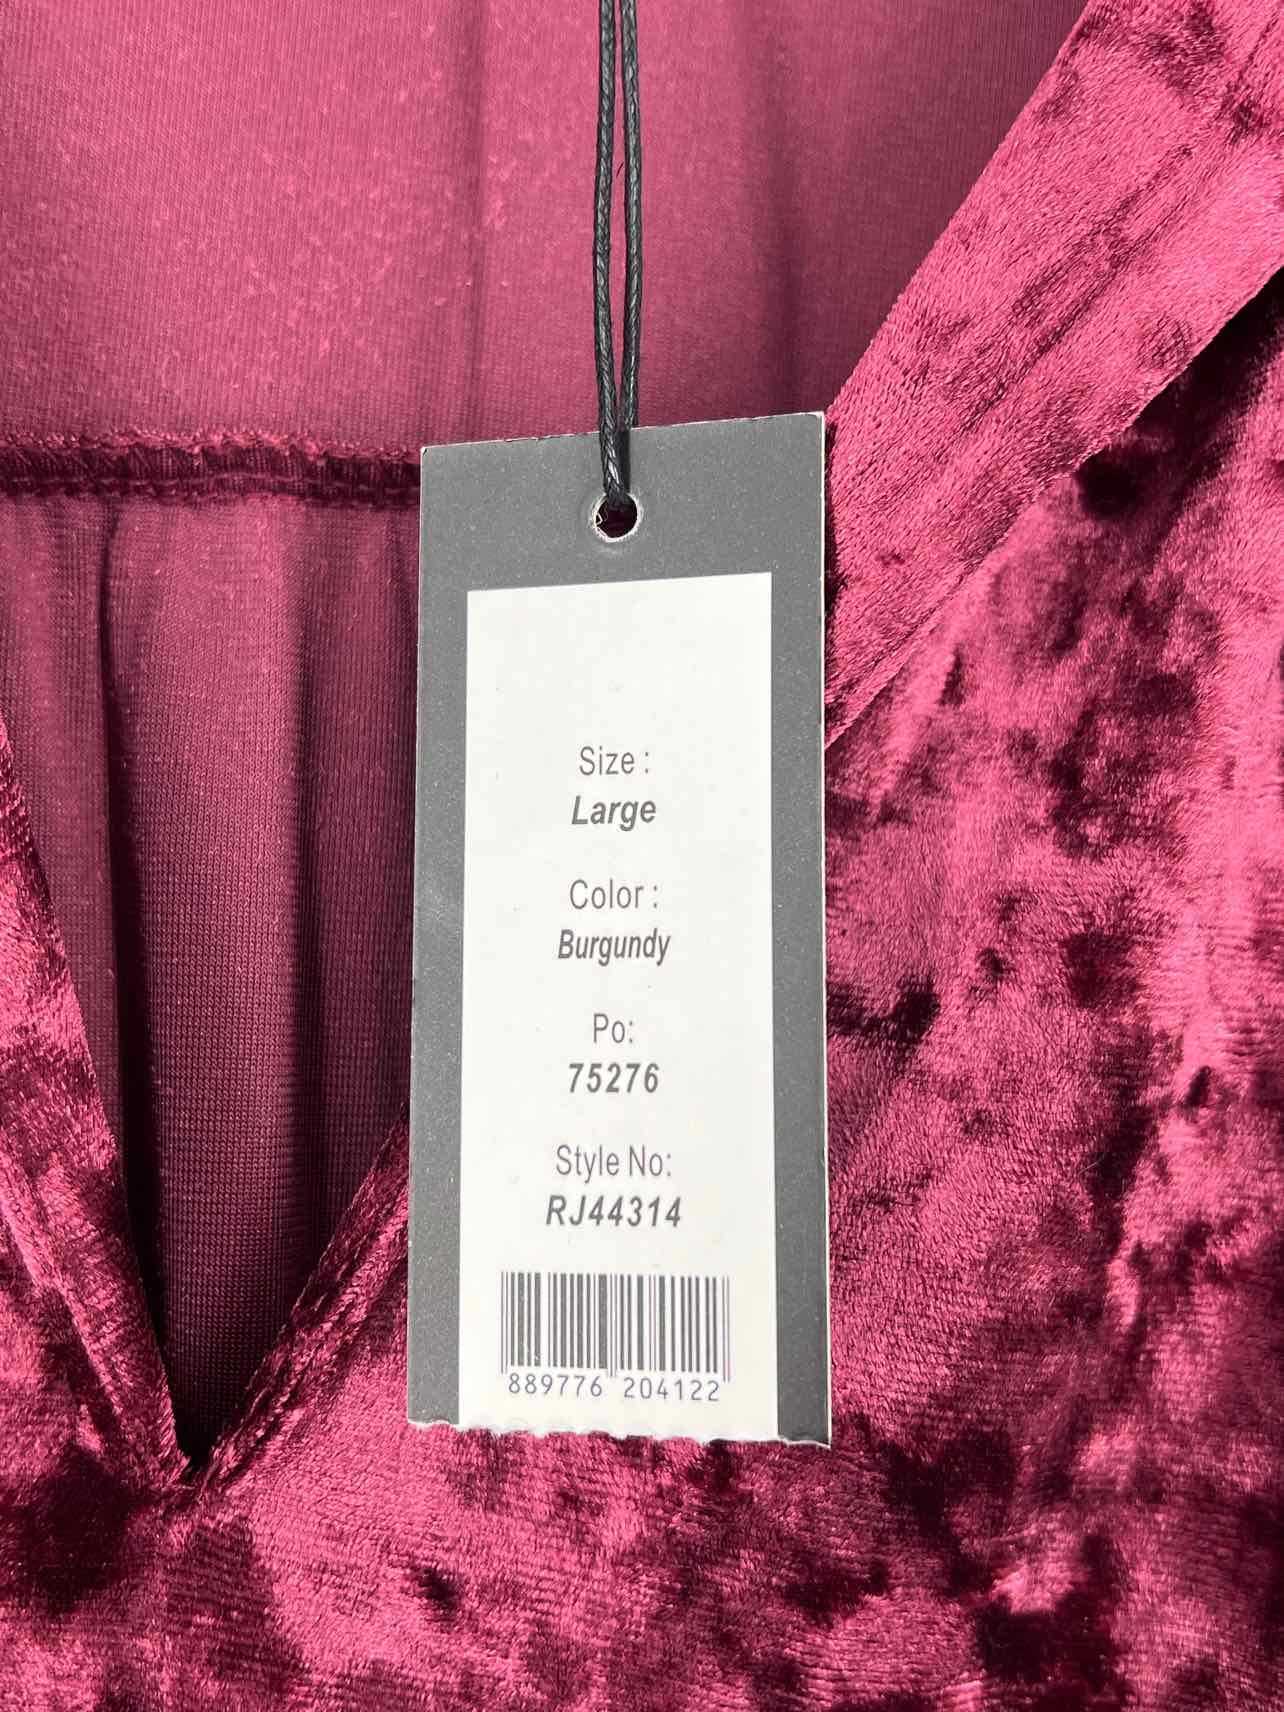 Size :
Large
Color :
Burgundy
Po:
75276
Style No:
RJ44314
889776 204122